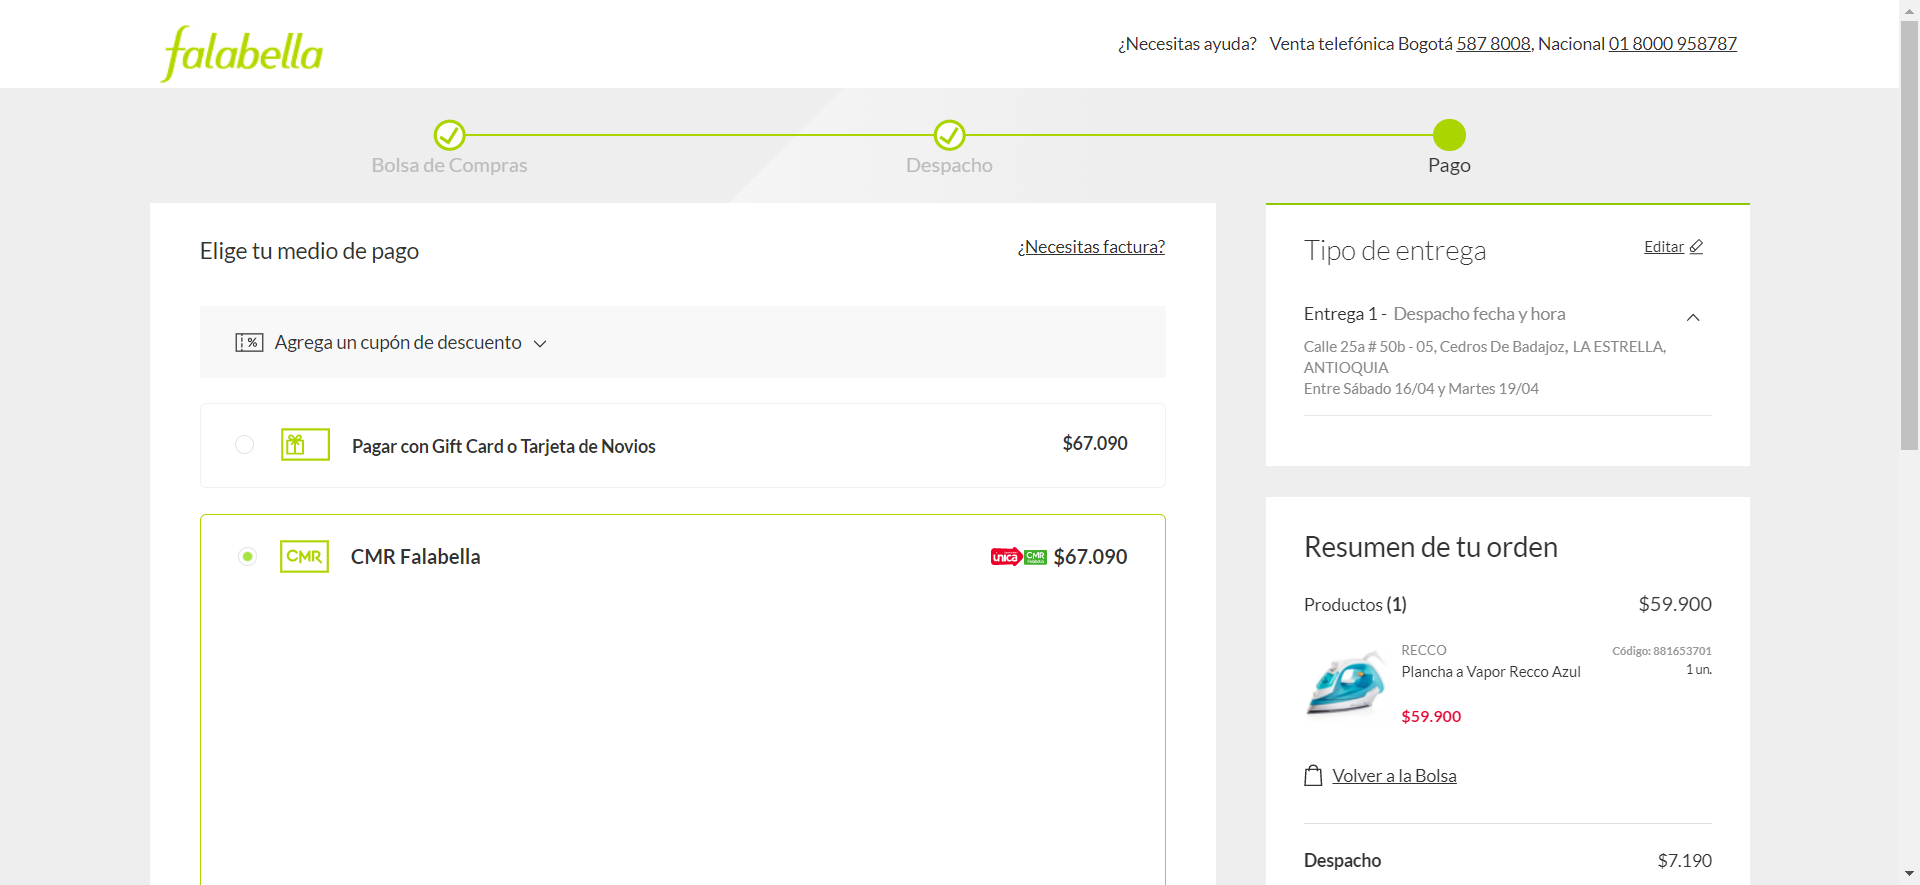 falabella
¿Necesitas ayuda? Venta telefónica Bogotá 587 8008, Nacional 01 8000 958787
Bolsa de Compras
Despacho
Pago
Elige tu medio de pago
¿Necesitas factura?
% Agrega un cupón de descuento
Pagar con Gift Card o Tarjeta de Novios
$67.090
CMR
CMR Falabella
única
CMR
$67.090
Tipo de entrega
Editar
Entrega 1 - Despacho fecha y hora
Calle 25a # 50b - 05, Cedros De Badajoz, LA ESTRELLA,
ANTIOQUIA
Entre Sábado 16/04 y Martes 19/04
Resumen de tu orden
Productos (1)
$59.900
RECCO
Código: 881653701
Plancha a Vapor Recco Azul
1 un.
$59.900
Volver a la Bolsa
Despacho
$7.190